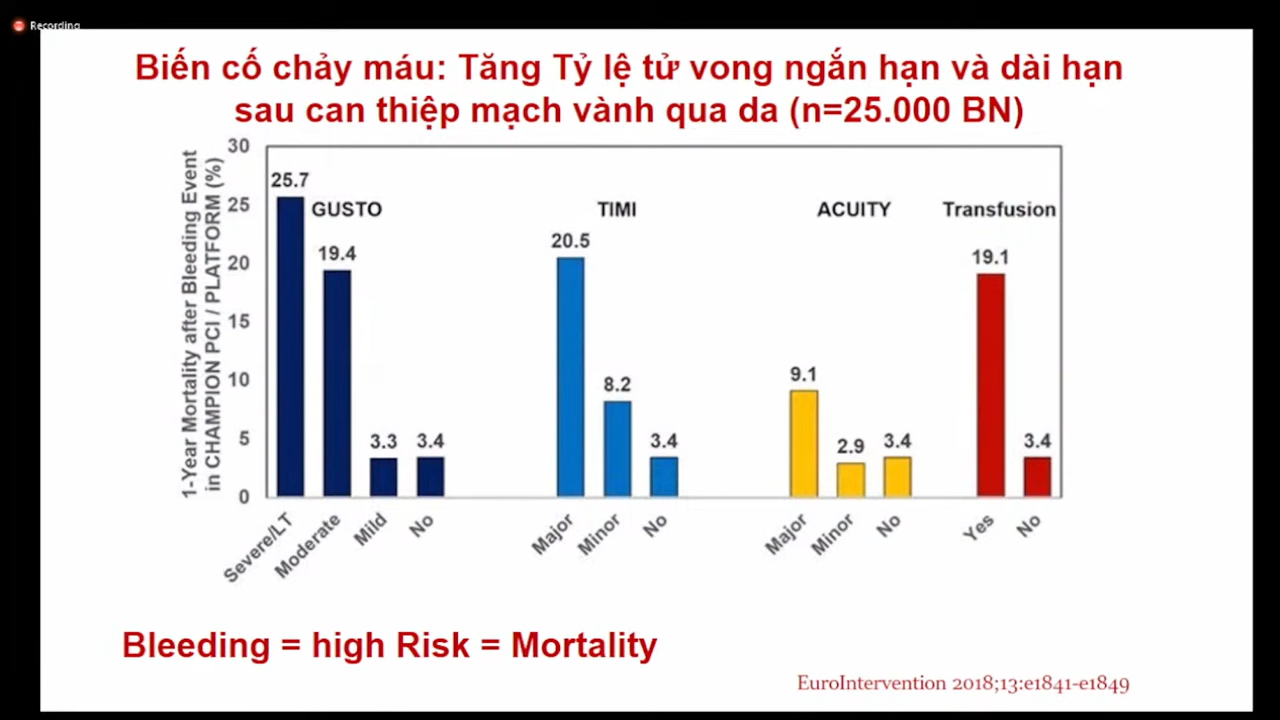 Recording
Biến cố chảy máu: Tăng Tỷ lệ tử vong ngắn hạn và dài hạn
sau can thiệp mạch vành qua da (n=25.000 BN)
1-Year Mortality after Bleeding Event
in CHAMPION PCI / PLATFORM (%)
30
25
20
15
10
5
0
GUSTO
TIMI
ACUITY
Transfusion
25.7
19.4
3.3
3.4
20.5
8.2
3.4
9.1
2.9
3.4
19.1
3.4
Severe/LT
Moderate
Mild
No
Major
Minor
No
Major
Minor
No
Yes
No
Bleeding = high Risk = Mortality
EuroIntervention 2018;13:e1841-e1849